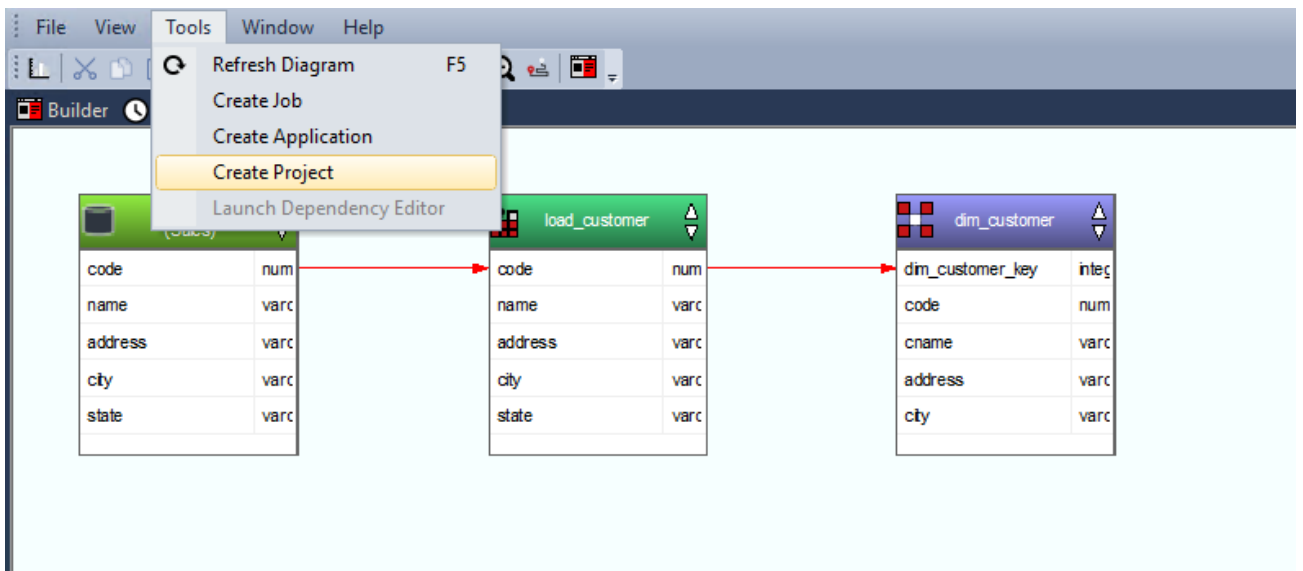 File View Tools Window Help
Refresh Diagram F5
Builder
Create Job
Create Application
Create Project
Launch Dependency Editor
(Sales)
code num
name varc
address varc
city varc
state varc
load_customer
code num
name varc
address varc
city varc
state varc
dim_customer
dim_customer_key integ
code num
cname varc
address varc
city varc